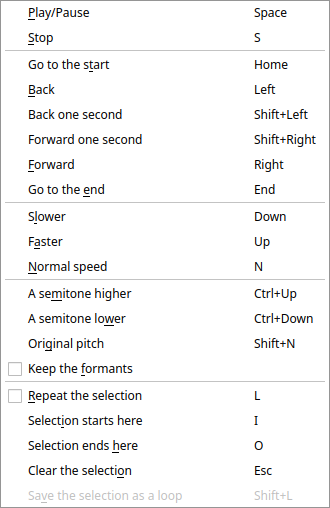 Play/Pause Space
Stop S
Go to the start Home
Back Left
Back one second Shift+Left
Forward one second Shift+Right
Forward Right
Go to the end End
Slower Down
Faster Up
Normal speed N
A semitone higher Ctrl+Up
A semitone lower Ctrl+Down
Original pitch Shift+N
Keep the formants
Repeat the selection L
Selection starts here I
Selection ends here O
Clear the selection Esc
Save the selection as a loop Shift+L